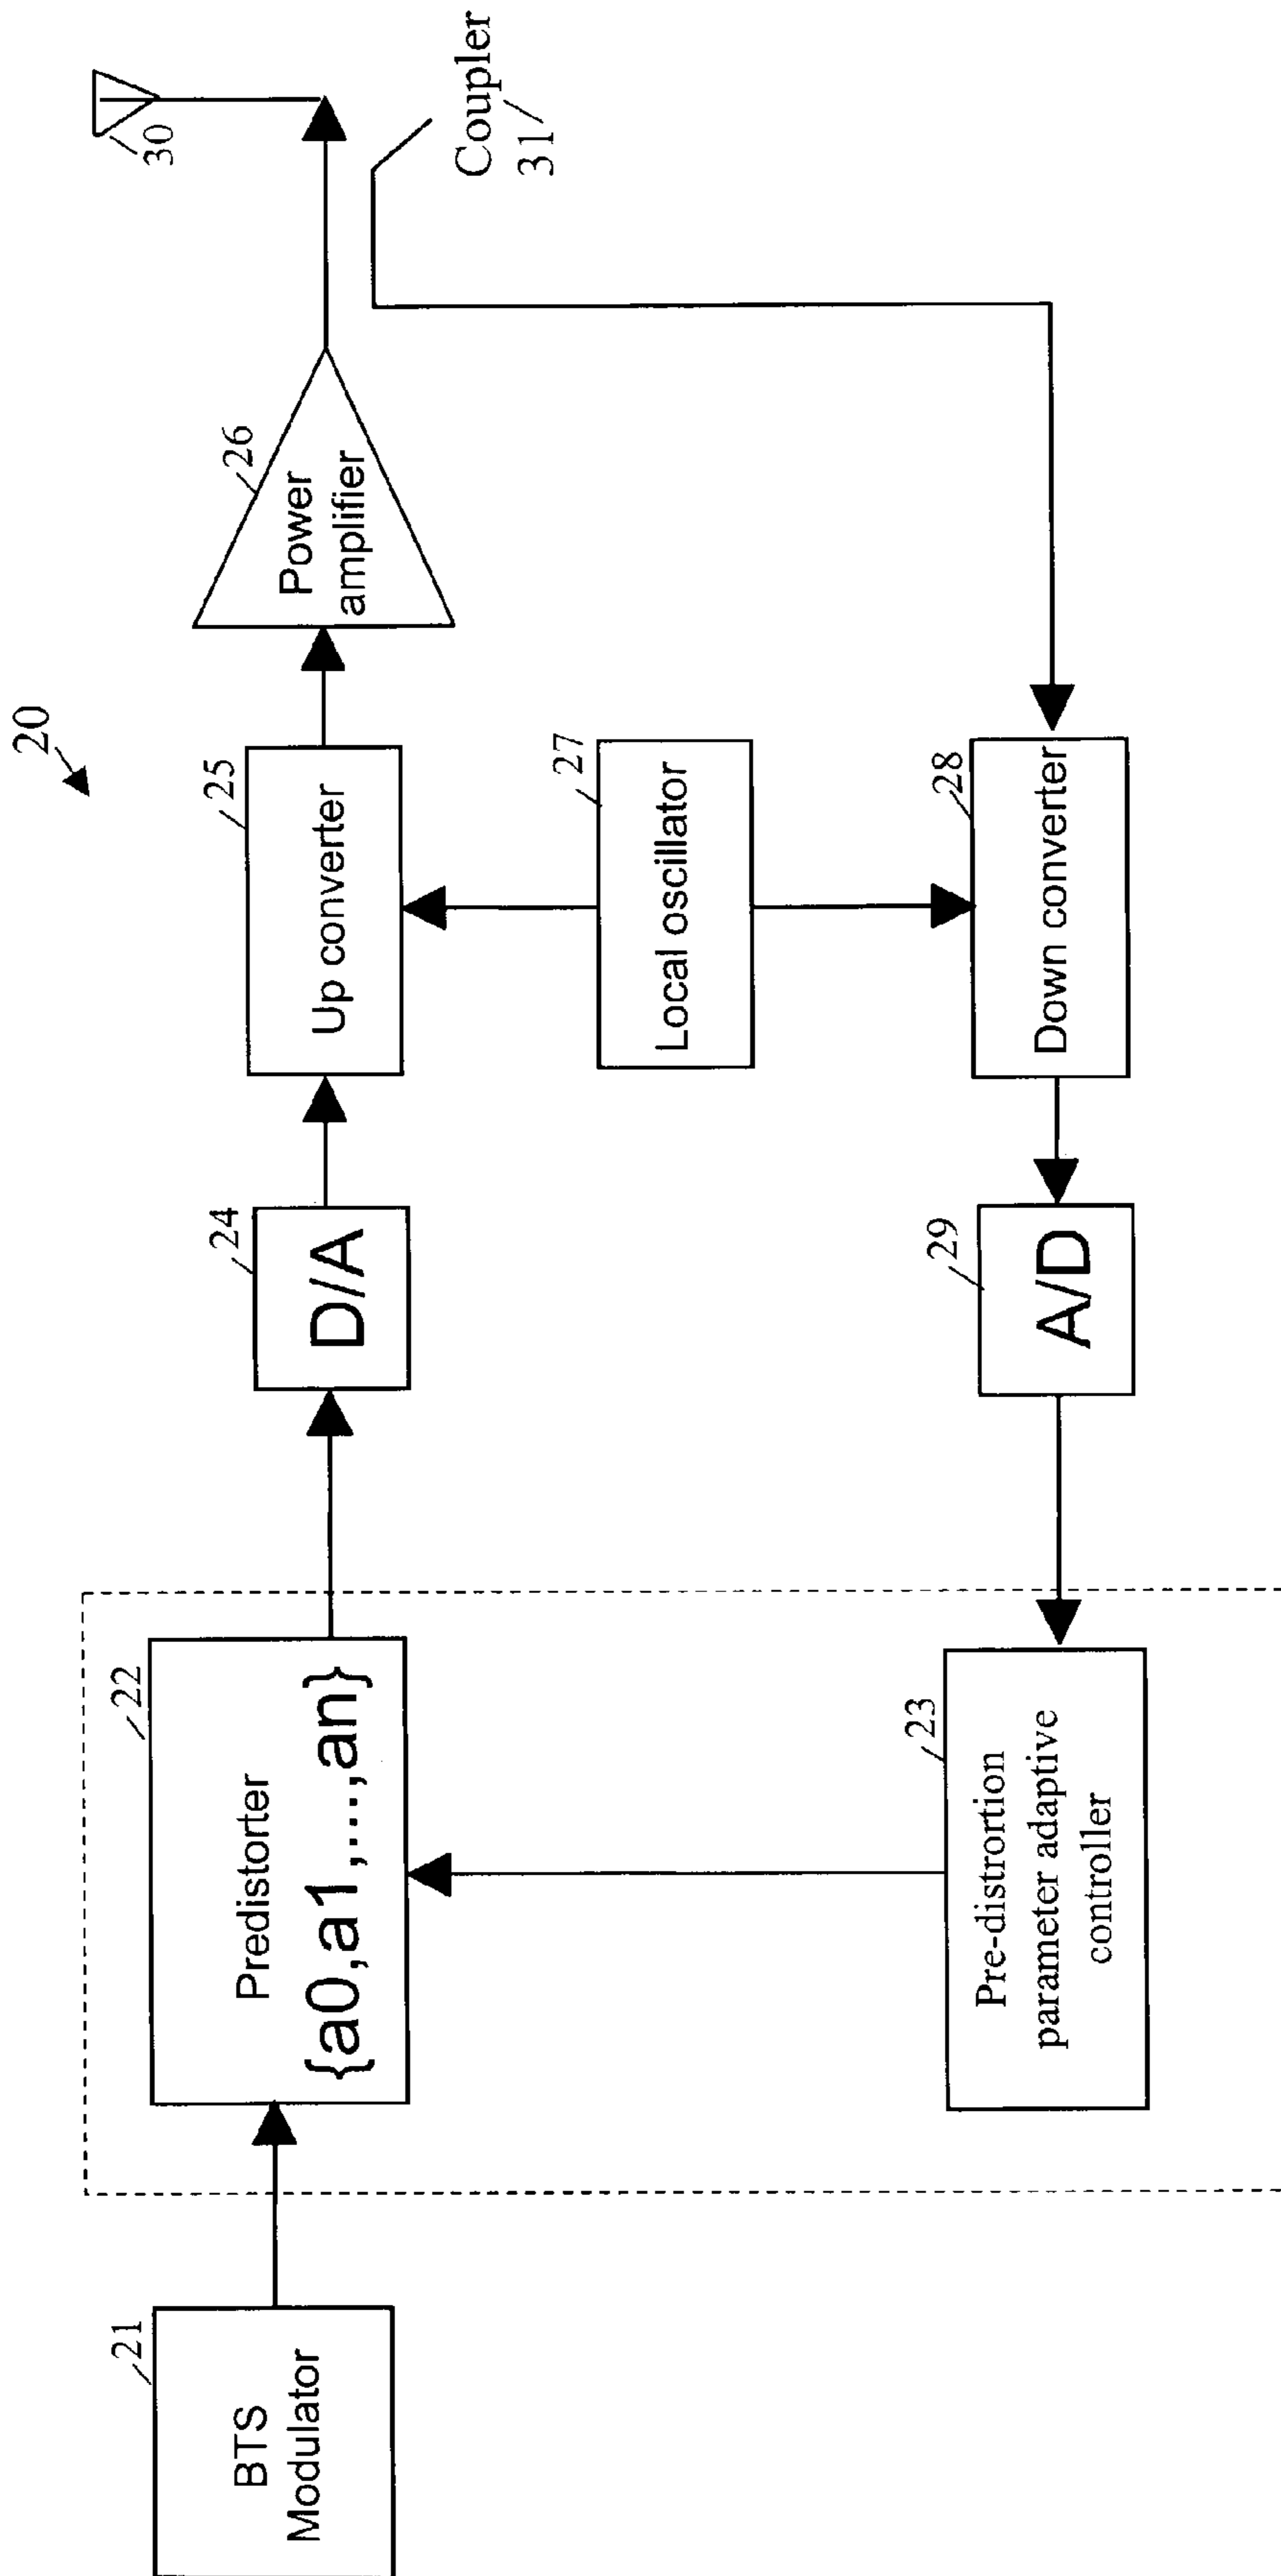 20
BTS
Modulator
21
Predistorter
{a0,a1,...,an}
22
D/A
24
Up converter
25
Power
amplifier
26
30
Coupler
31
Local oscillator
27
Pre-distrortion
parameter adaptive
controller
23
A/D
29
Down converter
28